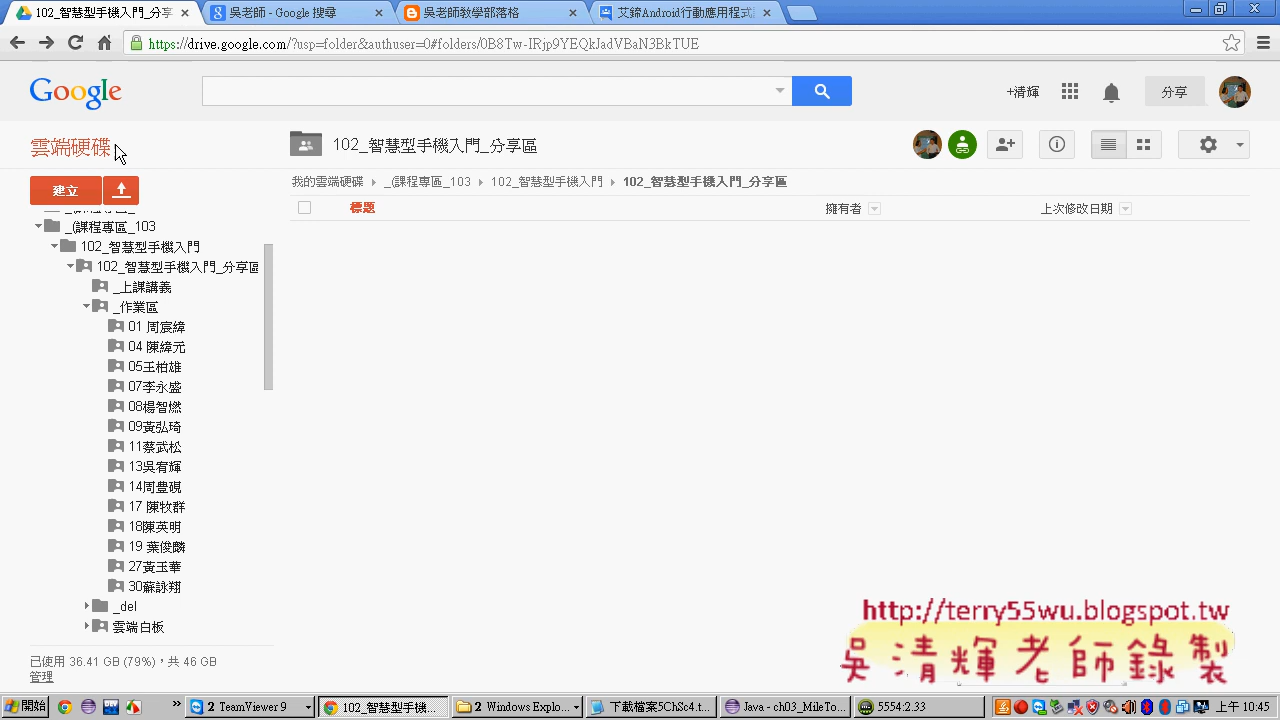 102_智慧型手機入門_分享
吳老師 - Google 搜尋
吳老師教學部落格
艾鍗Android行動應用程式
https://drive.google.com/?usp=folder&authuser=0#folders/0B8Tw-IRjp9YEQkJadVBaN3BkTUE
Google
+清輝
分享
雲端硬碟
102_智慧型手機入門_分享區
建立
我的雲端硬碟 _(課程專區_103 102_智慧型手機入門 102_智慧型手機入門_分享區
標題 擁有者 上次修改日期
_(課程專區_103
102_智慧型手機入門
102_智慧型手機入門_分享區
_上課講義
_作業區
01 周宸緯
04 陳緯元
05王柏雄
07李永盛
08楊智燃
09黃弘琦
11蔡武松
13吳宥輝
14周豊硯
17 陳牧群
18陳英明
19 葉俊麟
27黃玉華
30蘇詠翔
_del
雲端白板
已使用 36.41 GB (79%)，共 46 GB
管理
http://terry55wu.blogspot.tw
吳清輝老師錄製
開始
2 TeamViewer 9
102_智慧型手機...
2 Windows Explo...
下載檔案5ChSc4.t...
Java - ch03_MileTo...
5554:2.33
上午 10:45